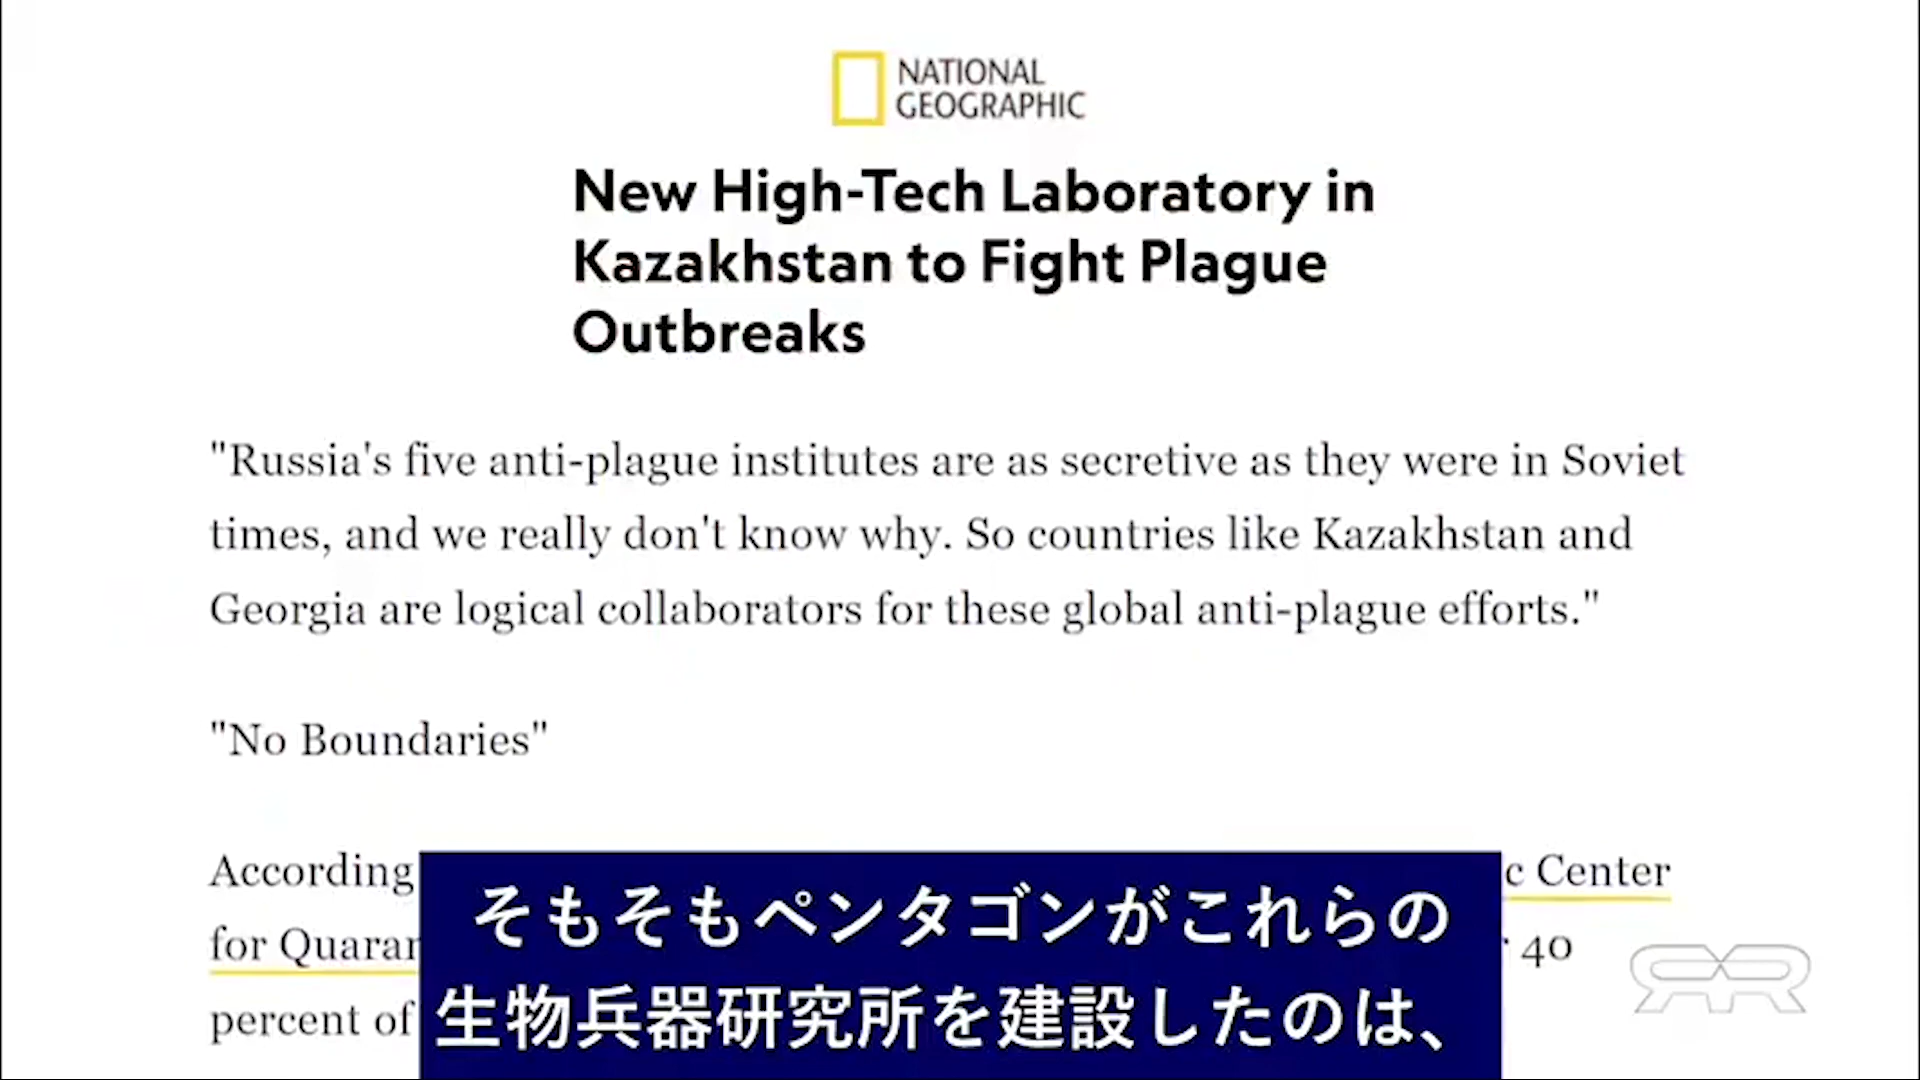 NATIONAL
GEOGRAPHIC
New High-Tech Laboratory in
Kazakhstan to Fight Plague
Outbreaks
"Russia's five anti-plague institutes are as secretive as they were in Soviet
times, and we really don't know why. So countries like Kazakhstan and
Georgia are logical collaborators for these global anti-plague efforts."
"No Boundaries"
According c Center
for 40
percent of
そもそもペンタゴンがこれらの
生物兵器研究所を建設したのは、